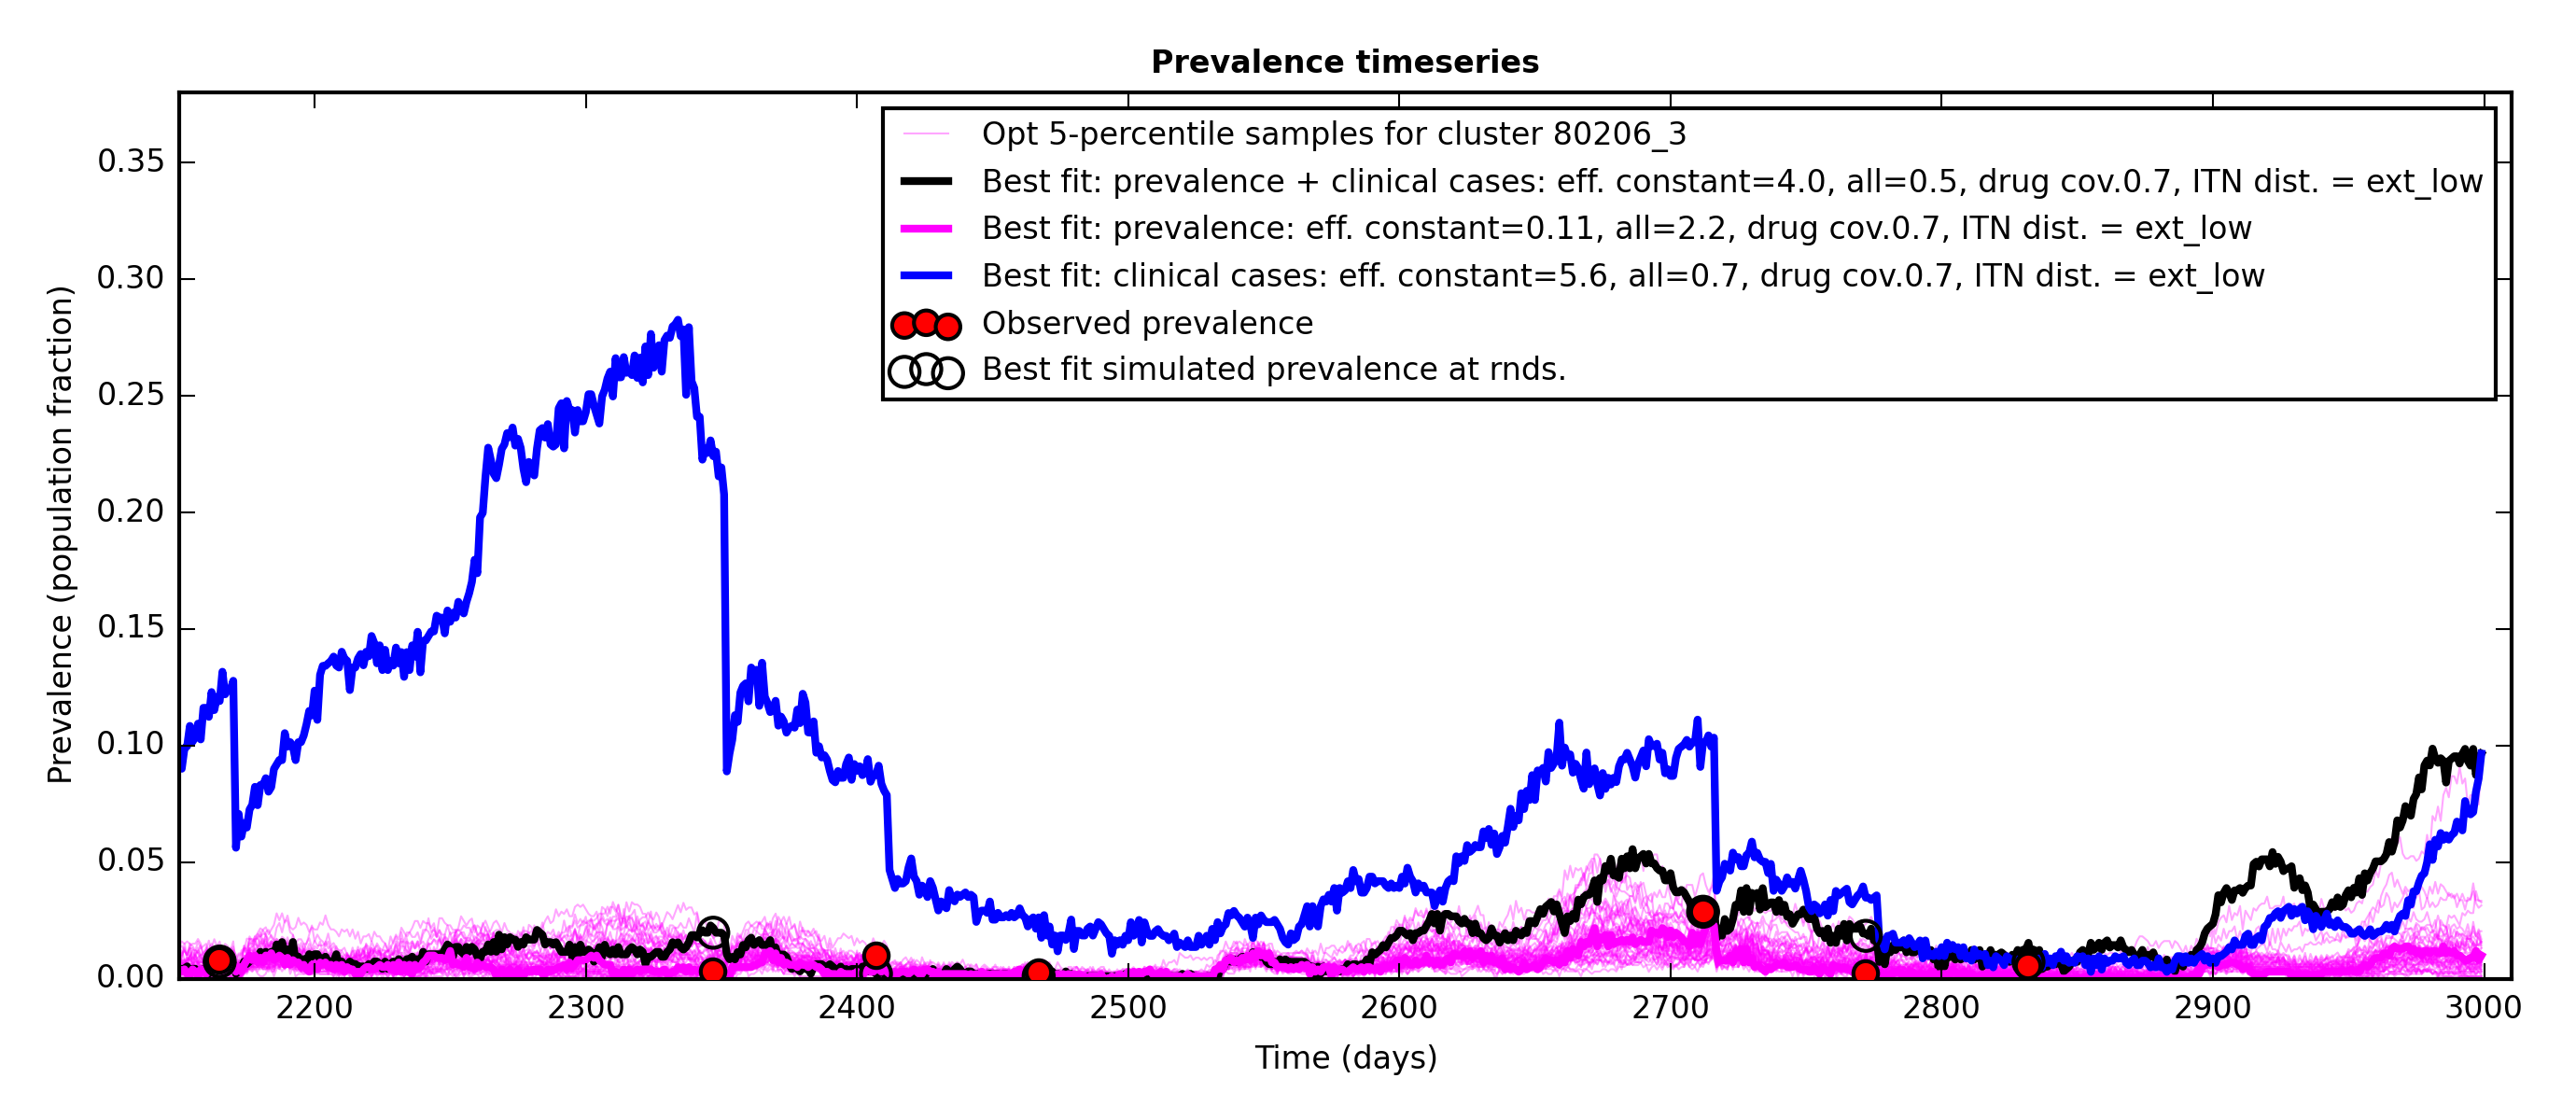 Prevalence timeseries
Opt 5-percentile samples for cluster 80206_3
Best fit: prevalence + clinical cases: eff. constant=4.0, all=0.5, drug cov.0.7, ITN dist. = ext_low
Best fit: prevalence: eff. constant=0.11, all=2.2, drug cov.0.7, ITN dist. = ext_low
Best fit: clinical cases: eff. constant=5.6, all=0.7, drug cov.0.7, ITN dist. = ext_low
Observed prevalence
Best fit simulated prevalence at rnds.
Prevalence (population fraction)
0.35
0.30
0.25
0.20
0.15
0.10
0.05
0.00
2200 2300 2400 2500 2600 2700 2800 2900 3000
Time (days)